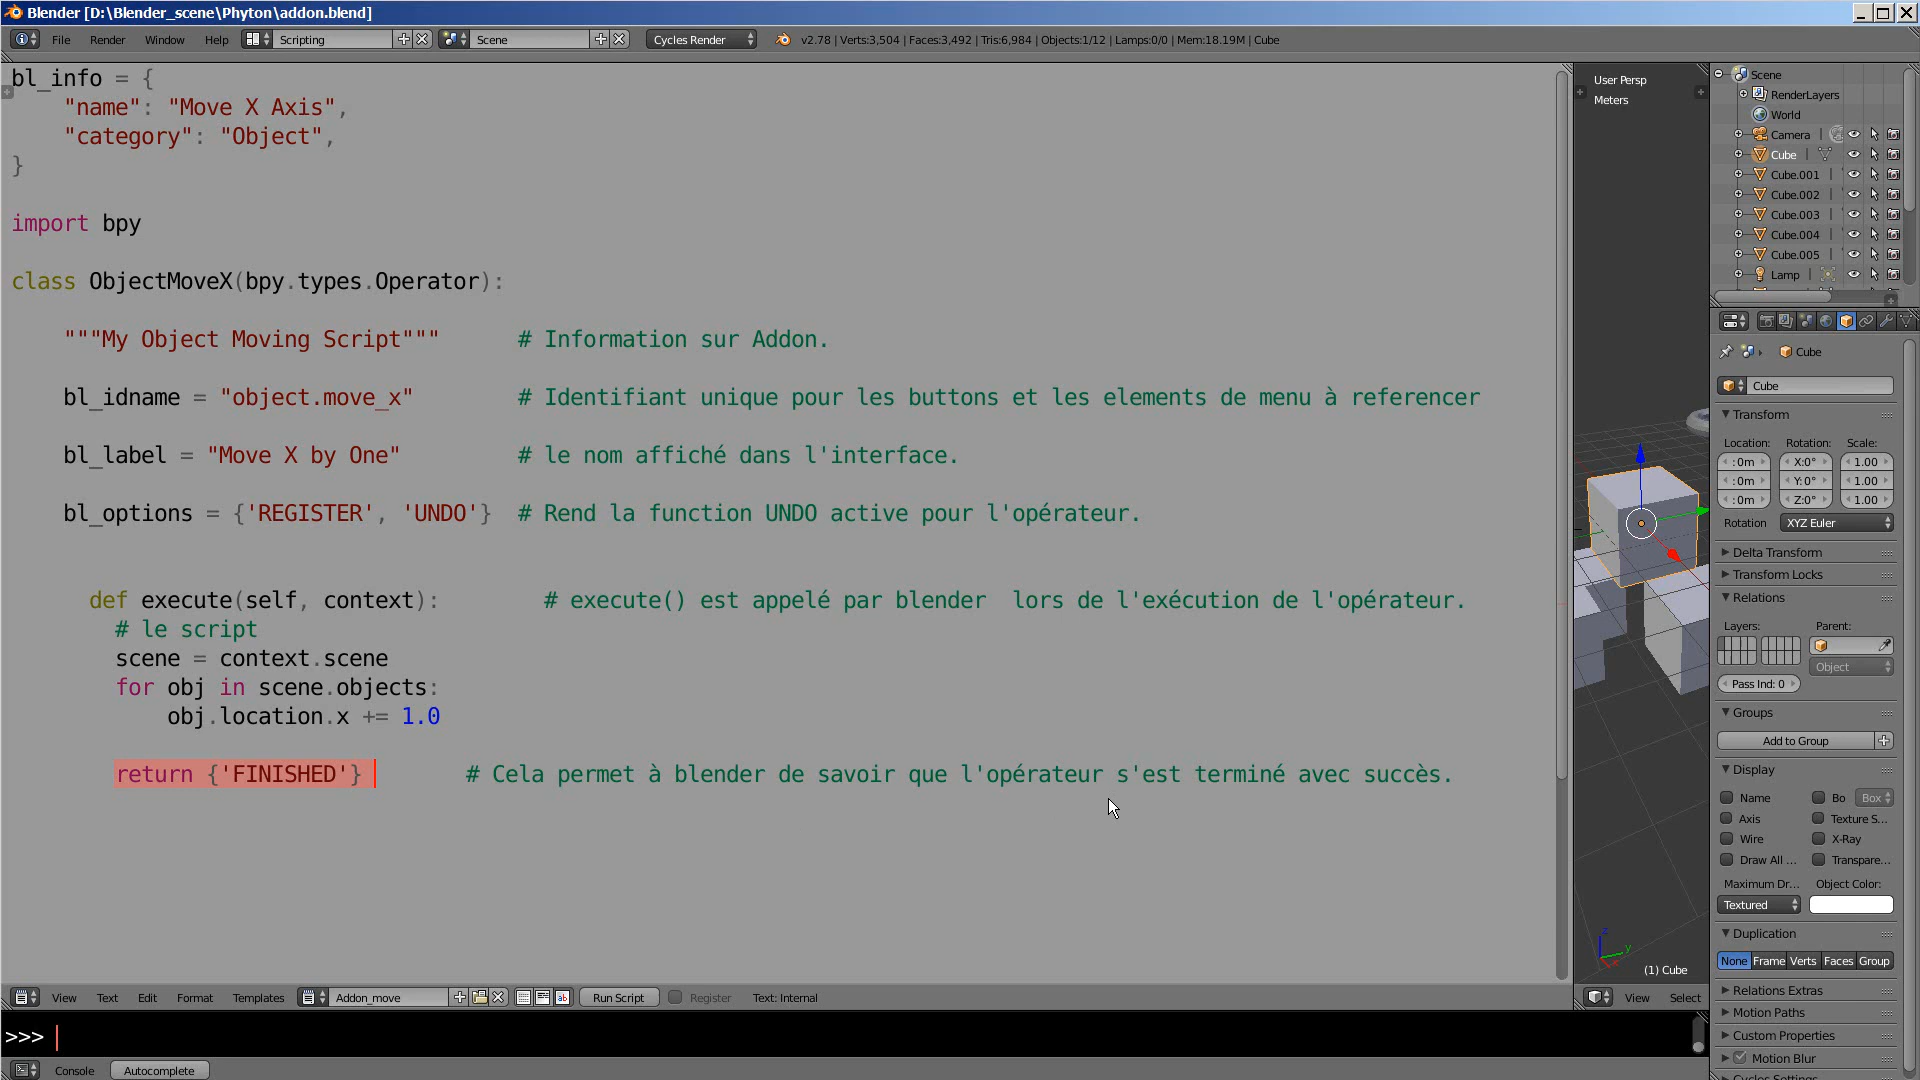 Blender [D:\Blender_scene\Phyton\addon.blend]
File Render Window Help Scripting Scene Cycles Render v2.78 | Verts:3,504 | Faces:3,492 | Tris:6,984 | Objects:1/12 | Lamps:0/0 | Mem:18.19M | Cube
bl_info = {
"name": "Move X Axis",
"category": "Object",
}
import bpy
class ObjectMoveX(bpy.types.Operator):
"""My Object Moving Script""" # Information sur Addon.
bl_idname = "object.move_x" # Identifiant unique pour les buttons et les elements de menu à referencer
bl_label = "Move X by One" # le nom affiché dans l'interface.
bl_options = {'REGISTER', 'UNDO'} # Rend la function UNDO active pour l'opérateur.
def execute(self, context): # execute() est appelé par blender lors de l'exécution de l'opérateur.
# le script
scene = context.scene
for obj in scene.objects:
obj.location.x += 1.0
return {'FINISHED'} # Cela permet à blender de savoir que l'opérateur s'est terminé avec succès.
View Text Edit Format Templates Addon_move Run Script Register Text: Internal
>>>
Console Autocomplete
User Persp
Meters
z
y
x
(1) Cube
View Select
Scene
RenderLayers
World
Camera
Cube
Cube.001
Cube.002
Cube.003
Cube.004
Cube.005
Lamp
Cube
Cube
Transform
Location: Rotation: Scale:
: 0m X:0° 1.00
: 0m Y:0° 1.00
: 0m Z:0° 1.00
Rotation XYZ Euler
Delta Transform
Transform Locks
Relations
Layers: Parent:
Object
Pass Ind: 0
Groups
Add to Group
Display
Name Bo Box
Axis Texture S...
Wire X-Ray
Draw All ... Transpare...
Maximum Dr... Object Color:
Textured
Duplication
None Frame Verts Faces Group
Relations Extras
Motion Paths
Custom Properties
Motion Blur
Cycles Settings